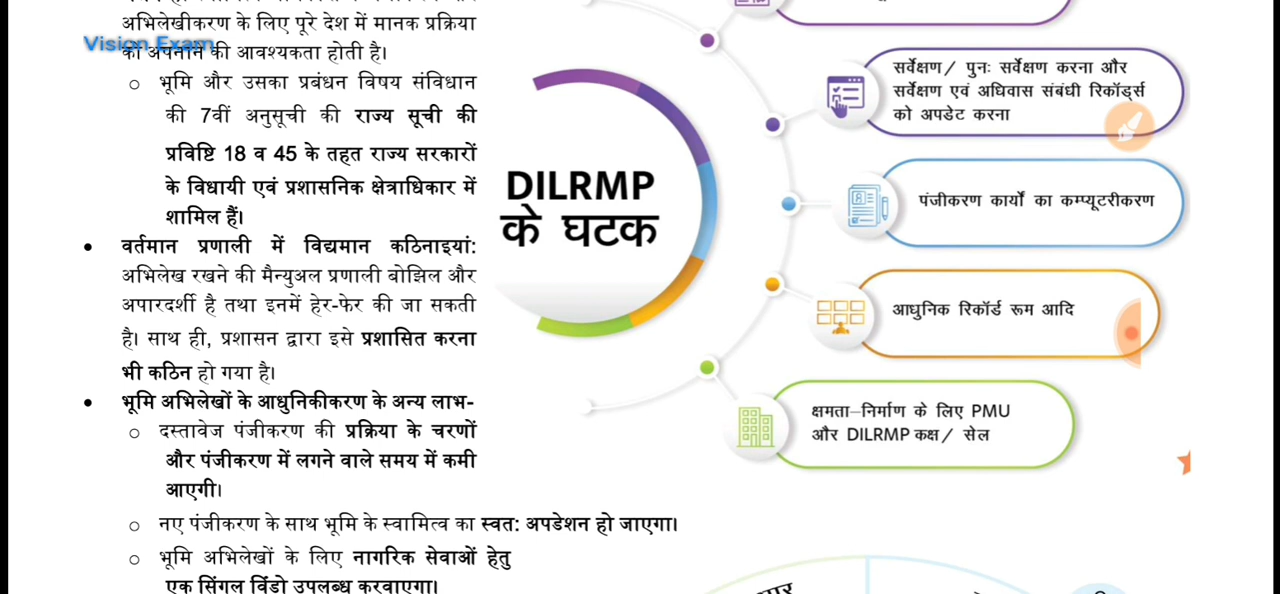 अभिलेखीकरण के लिए पूरे देश में मानक प्रक्रिया
को अपनाने की आवश्यकता होती है।
Vision Exam
○ भूमि और उसका प्रबंधन विषय संविधान
की 7वीं अनुसूची की राज्य सूची की
प्रविष्टि 18 व 45 के तहत राज्य सरकारों
के विधायी एवं प्रशासनिक क्षेत्राधिकार में
शामिल हैं।
• वर्तमान प्रणाली में विद्यमान कठिनाइयां:
अभिलेख रखने की मैन्युअल प्रणाली बोझिल और
अपारदर्शी है तथा इनमें हेर-फेर की जा सकती
है। साथ ही, प्रशासन द्वारा इसे प्रशासित करना
भी कठिन हो गया है।
• भूमि अभिलेखों के आधुनिकीकरण के अन्य लाभ-
○ दस्तावेज पंजीकरण की प्रक्रिया के चरणों
और पंजीकरण में लगने वाले समय में कमी
आएगी।
○ नए पंजीकरण के साथ भूमि के स्वामित्व का स्वत: अपडेशन हो जाएगा।
○ भूमि अभिलेखों के लिए नागरिक सेवाओं हेतु
एक सिंगल विंडो उपलब्ध करवाएगा।
DILRMP
के घटक
सर्वेक्षण/ पुनः सर्वेक्षण करना और
सर्वेक्षण एवं अधिवास संबंधी रिकॉर्ड्स
को अपडेट करना
पंजीकरण कार्यों का कम्प्यूटरीकरण
आधुनिक रिकॉर्ड रूम आदि
क्षमता–निर्माण के लिए PMU
और DILRMP कक्ष/ सेल